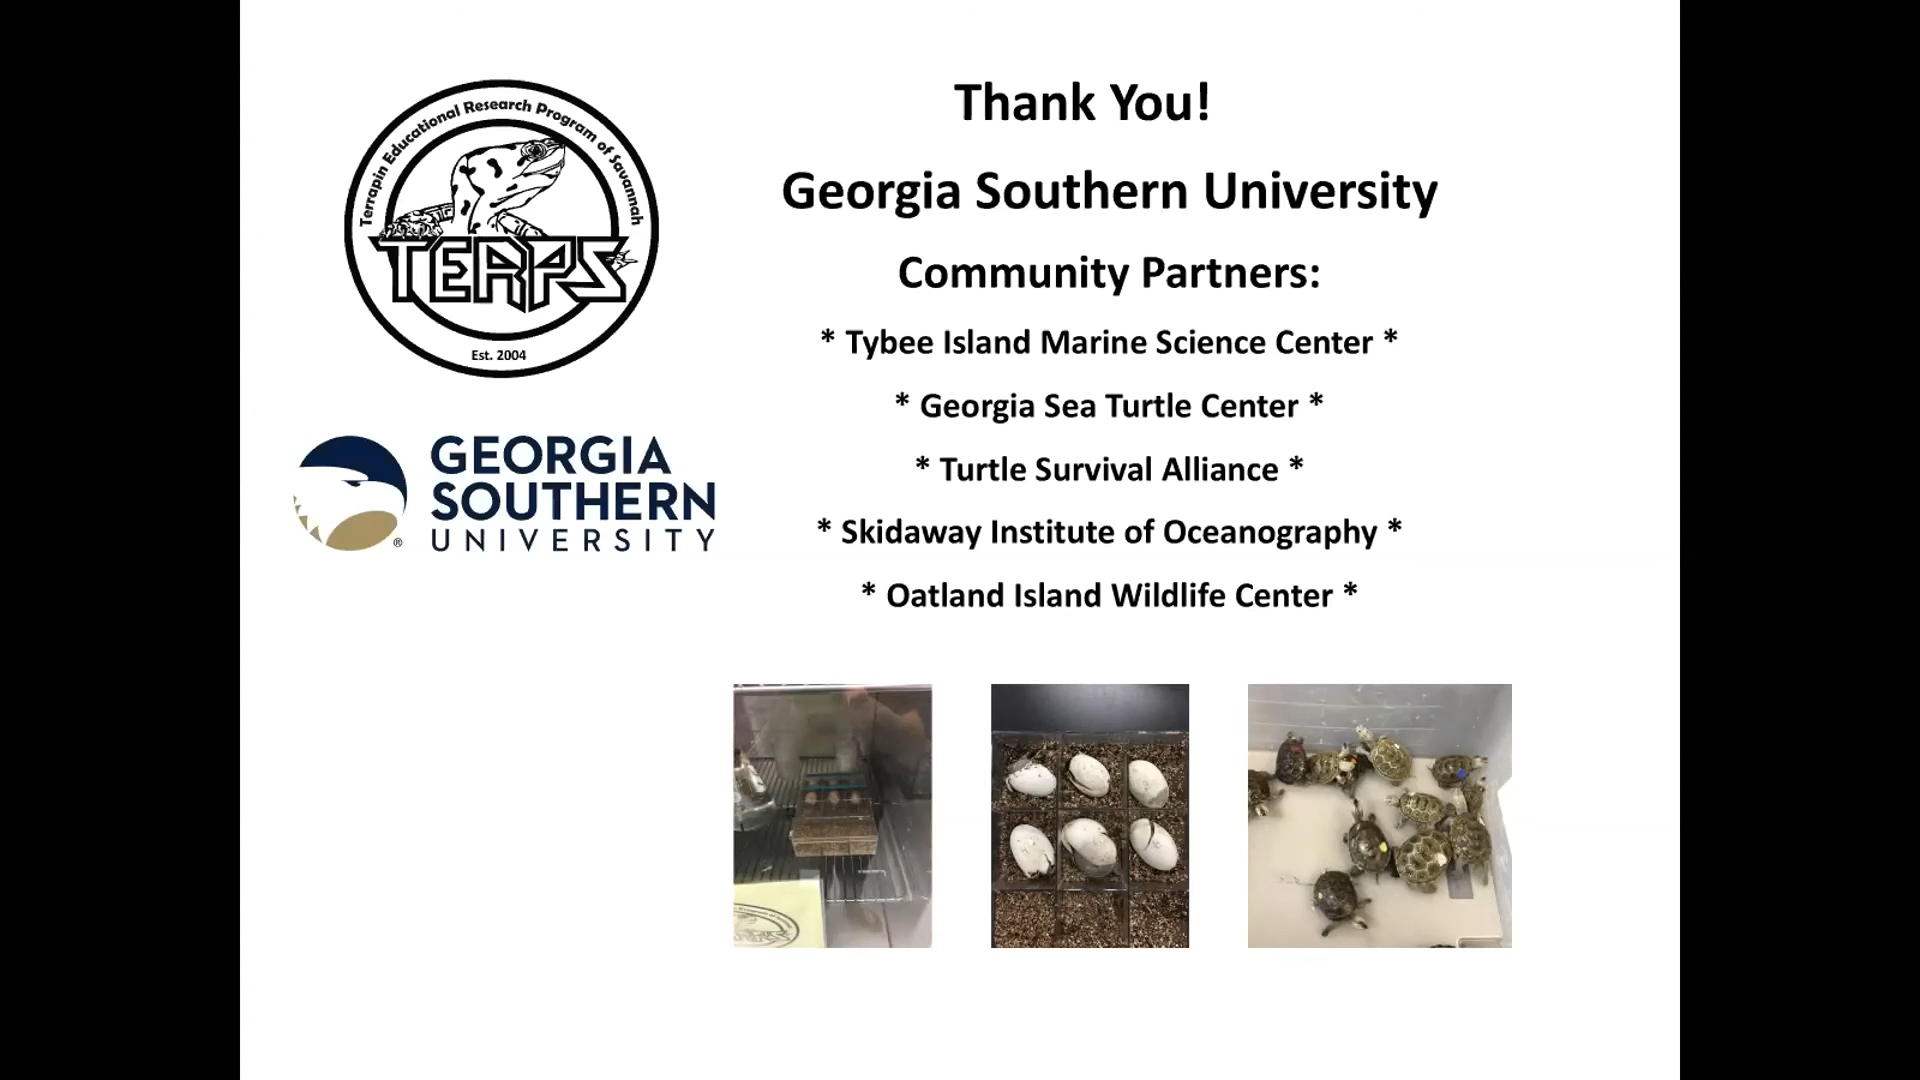 Terrapin Educational Research Program of Savannah
TERPS
Est. 2004
GEORGIA
SOUTHERN
UNIVERSITY
®
Thank You!
Georgia Southern University
Community Partners:
* Tybee Island Marine Science Center *
* Georgia Sea Turtle Center *
* Turtle Survival Alliance *
* Skidaway Institute of Oceanography *
* Oatland Island Wildlife Center *